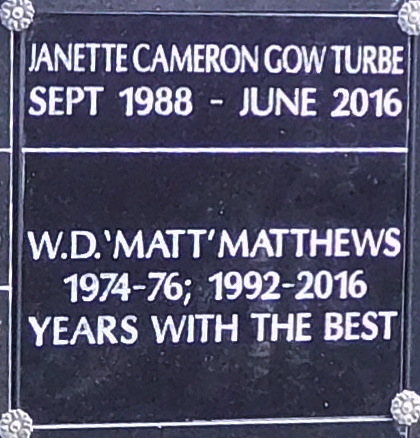 JANETTE CAMERON GOW TURBE
SEPT 1988 - JUNE 2016
W.D. 'MATT' MATTHEWS
1974-76; 1992-2016
YEARS WITH THE BEST